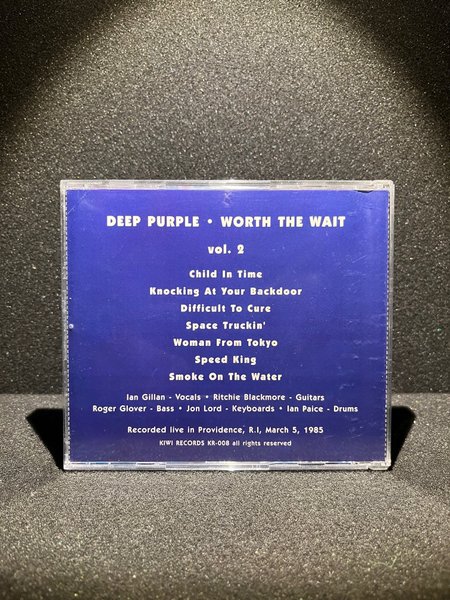 DEEP PURPLE • WORTH THE WAIT
vol. 2
Child In Time
Knocking At Your Backdoor
Difficult To Cure
Space Truckin'
Woman From Tokyo
Speed King
Smoke On The Water
Ian Gillan - Vocals • Ritchie Blackmore - Guitars
Roger Glover - Bass • Jon Lord - Keyboards • Ian Paice - Drums
Recorded live in Providence, R.I, March 5, 1985
KIWI RECORDS KR-008 all rights reserved